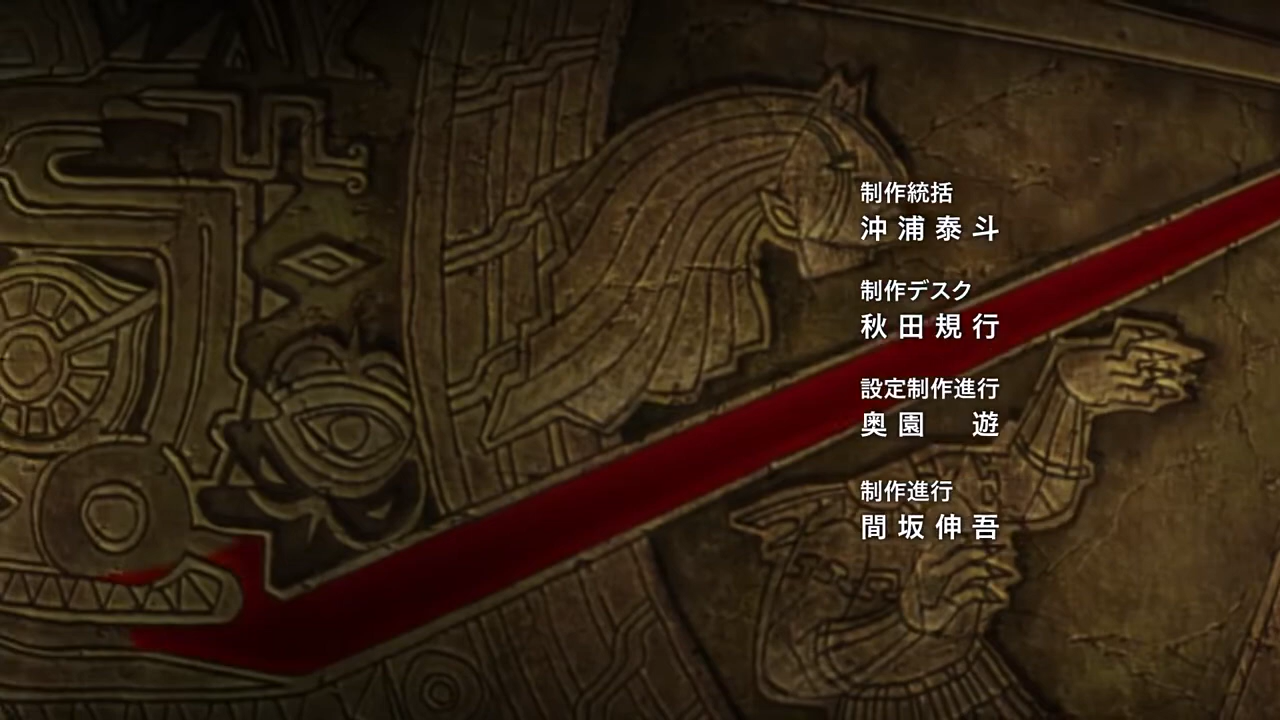 制作統括
沖浦泰斗
制作デスク
秋田規行
設定制作進行
奥園　遊
制作進行
間坂伸吾